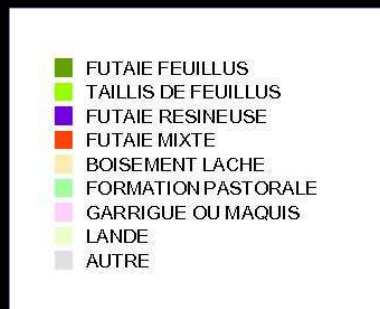 FUTAIE FEUILLUS
TAILLIS DE FEUILLUS
FUTAIE RESINEUSE
FUTAIE MIXTE
BOISEMENT LACHE
FORMATION PASTORALE
GARRIGUE OU MAQUIS
LANDE
AUTRE